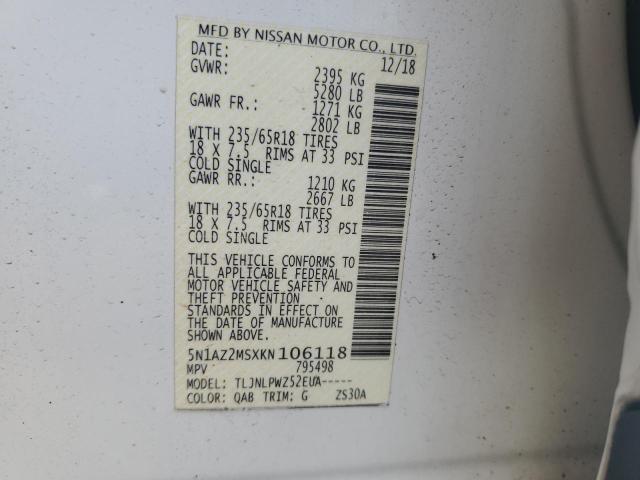 MFD BY NISSAN MOTOR CO., LTD.
DATE: 12/18
GVWR: 2395 KG
5280 LB
GAWR FR.: 1271 KG
2802 LB
WITH 235/65R18 TIRES
18 X 7.5 RIMS AT 33 PSI
COLD SINGLE
GAWR RR.: 1210 KG
2667 LB
WITH 235/65R18 TIRES
18 X 7.5 RIMS AT 33 PSI
COLD SINGLE
THIS VEHICLE CONFORMS TO
ALL APPLICABLE FEDERAL
MOTOR VEHICLE SAFETY AND
THEFT PREVENTION
STANDARDS IN EFFECT ON
THE DATE OF MANUFACTURE
SHOWN ABOVE.
5N1AZ2MSXKN106118
MPV 795498
MODEL: TLJNLPWZ52EUA-----
COLOR: QAB TRIM: G ZS30A